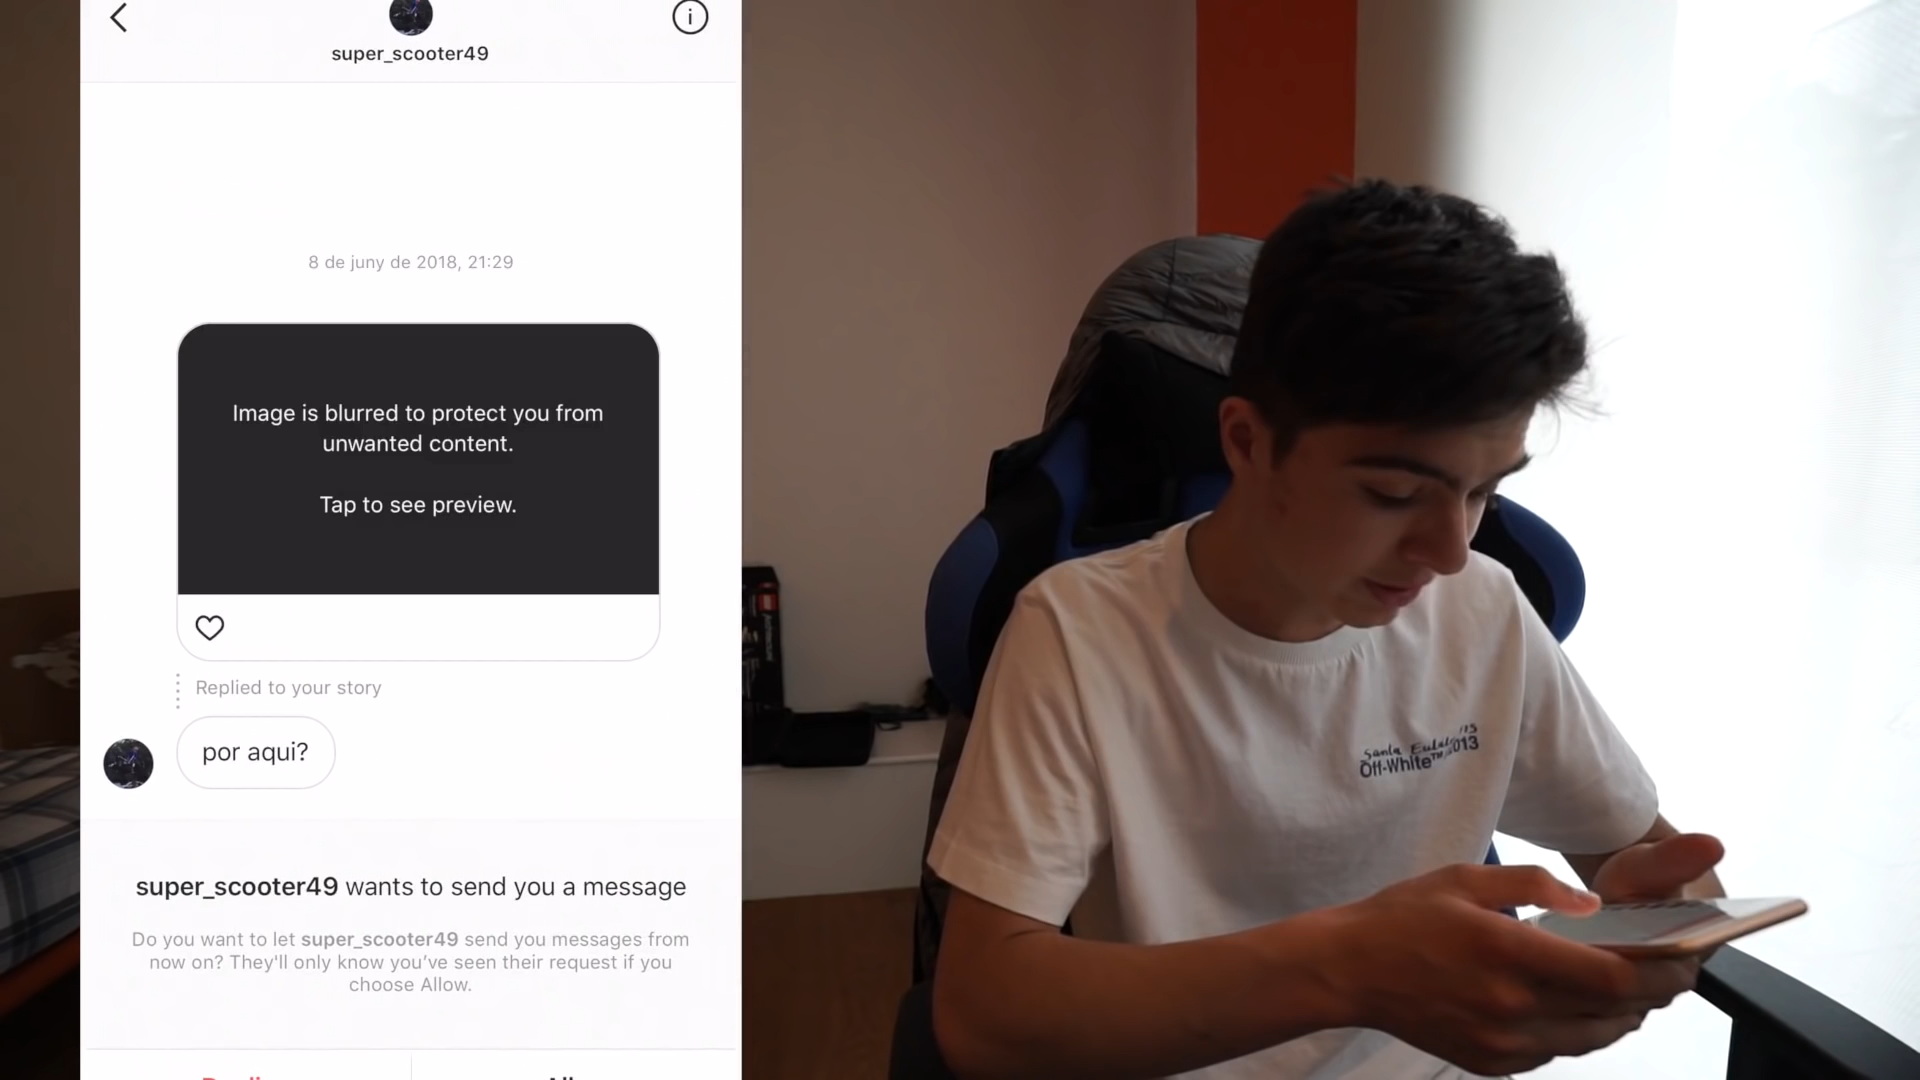 super_scooter49
8 de juny de 2018, 21:29
Image is blurred to protect you from
unwanted content.
Tap to see preview.
Replied to your story
por aqui?
super_scooter49 wants to send you a message
Do you want to let super_scooter49 send you messages from
now on? They'll only know you've seen their request if you
choose Allow.
Santa
Off-White™